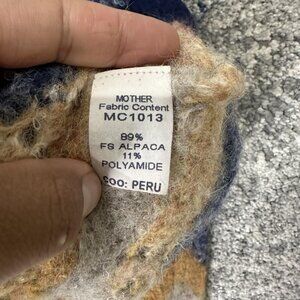 MOTHER
Fabric Content
MC1013
89%
FS ALPACA
11%
POLYAMIDE
COO: PERU